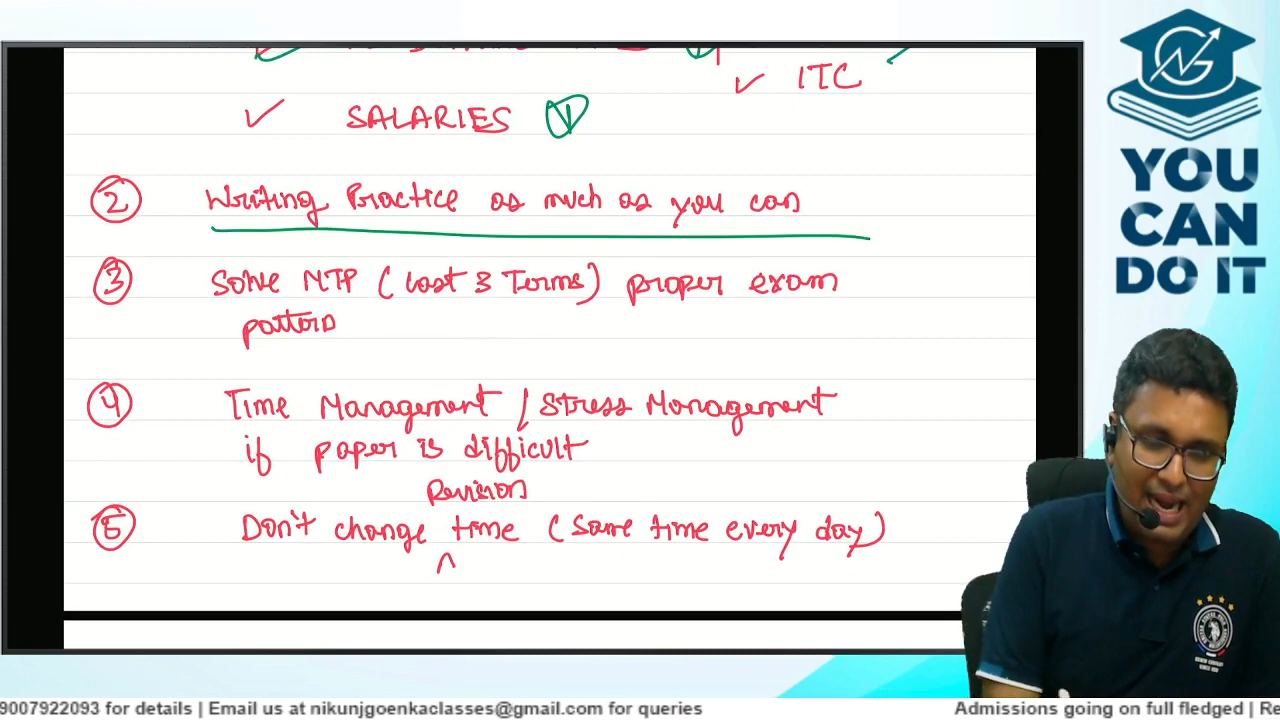 ITC
SALARIES
2 Writing Practice as much as you can
3 Solve MTP (Last 3 Terms) proper exam
pattern
4 Time Management / Stress Management
if paper is difficult
Revision
5 Don't change time (Same time every day)
^
YOU
CAN
DO IT
9007922093 for details | Email us at nikunjgoenkaclasses@gmail.com for queries
Admissions going on full fledged | Re